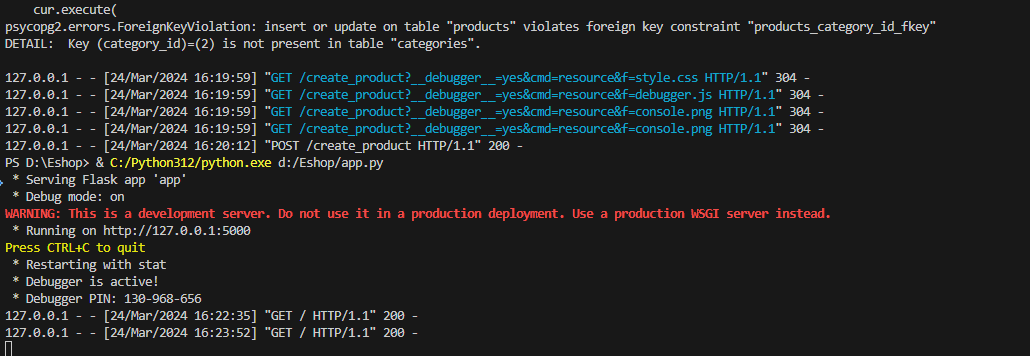 cur.execute(
psycopg2.errors.ForeignKeyViolation: insert or update on table "products" violates foreign key constraint "products_category_id_fkey"
DETAIL:  Key (category_id)=(2) is not present in table "categories".
127.0.0.1 - - [24/Mar/2024 16:19:59] "GET /create_product?__debugger__=yes&cmd=resource&f=style.css HTTP/1.1" 304 -
127.0.0.1 - - [24/Mar/2024 16:19:59] "GET /create_product?__debugger__=yes&cmd=resource&f=debugger.js HTTP/1.1" 304 -
127.0.0.1 - - [24/Mar/2024 16:19:59] "GET /create_product?__debugger__=yes&cmd=resource&f=console.png HTTP/1.1" 304 -
127.0.0.1 - - [24/Mar/2024 16:19:59] "GET /create_product?__debugger__=yes&cmd=resource&f=console.png HTTP/1.1" 304 -
127.0.0.1 - - [24/Mar/2024 16:20:12] "POST /create_product HTTP/1.1" 200 -
PS D:\Eshop> & C:/Python312/python.exe d:/Eshop/app.py
 * Serving Flask app 'app'
 * Debug mode: on
WARNING: This is a development server. Do not use it in a production deployment. Use a production WSGI server instead.
 * Running on http://127.0.0.1:5000
Press CTRL+C to quit
 * Restarting with stat
 * Debugger is active!
 * Debugger PIN: 130-968-656
127.0.0.1 - - [24/Mar/2024 16:22:35] "GET / HTTP/1.1" 200 -
127.0.0.1 - - [24/Mar/2024 16:23:52] "GET / HTTP/1.1" 200 -